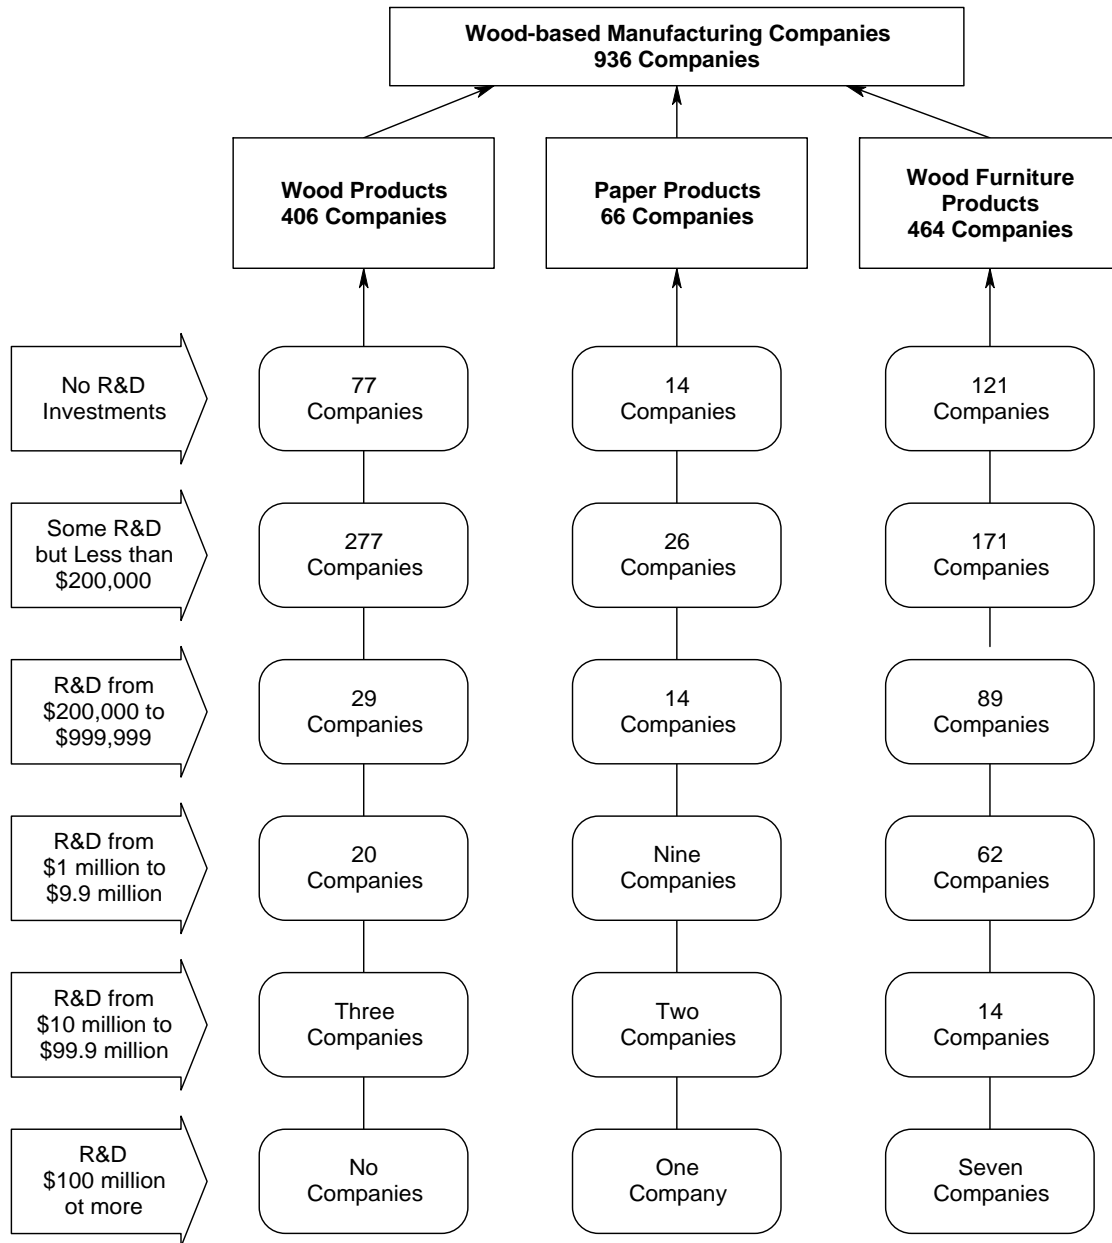 Wood-based Manufacturing Companies
936 Companies
Wood Products
406 Companies
Paper Products
66 Companies
Wood Furniture
Products
464 Companies
No R&D
Investments
77
Companies
14
Companies
121
Companies
Some R&D
but Less than
$200,000
277
Companies
26
Companies
171
Companies
R&D from
$200,000 to
$999,999
29
Companies
14
Companies
89
Companies
R&D from
$1 million to
$9.9 million
20
Companies
Nine
Companies
62
Companies
R&D from
$10 million to
$99.9 million
Three
Companies
Two
Companies
14
Companies
R&D
$100 million
ot more
No
Companies
One
Company
Seven
Companies